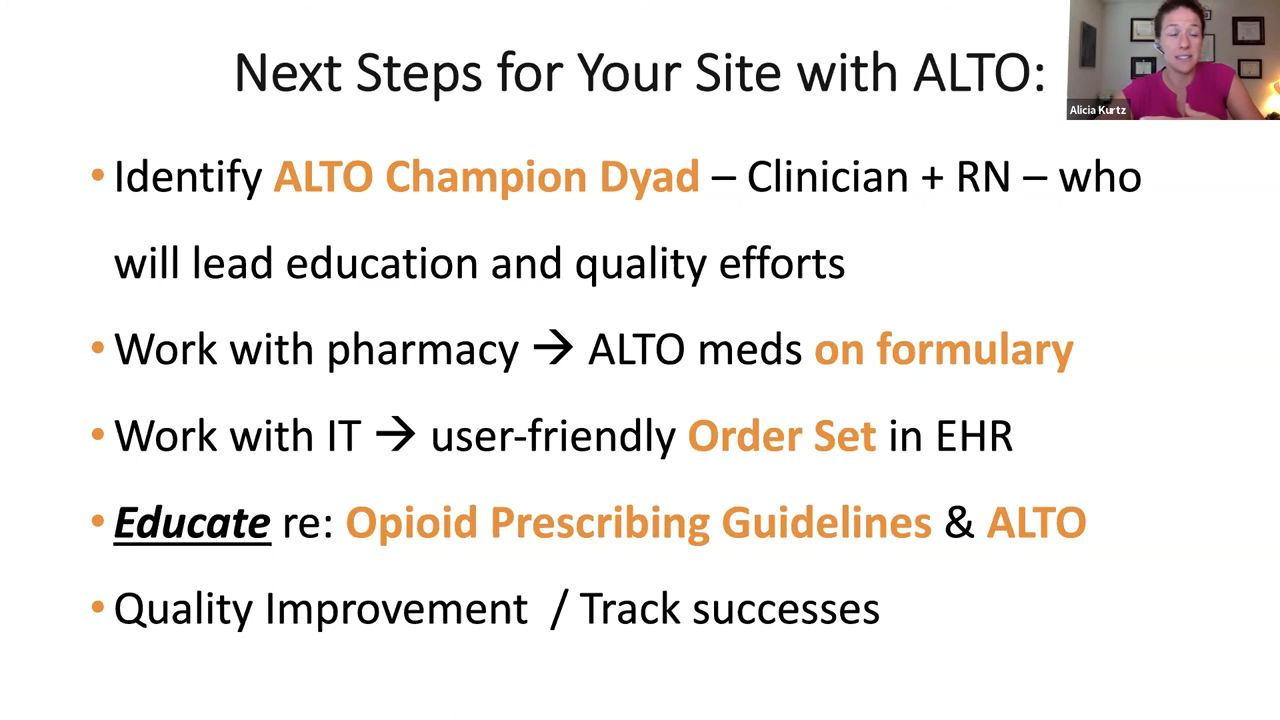 Next Steps for Your Site with ALTO:
Alicia Kurtz
• Identify ALTO Champion Dyad – Clinician + RN – who
will lead education and quality efforts
• Work with pharmacy → ALTO meds on formulary
• Work with IT → user-friendly Order Set in EHR
• Educate re: Opioid Prescribing Guidelines & ALTO
• Quality Improvement / Track successes